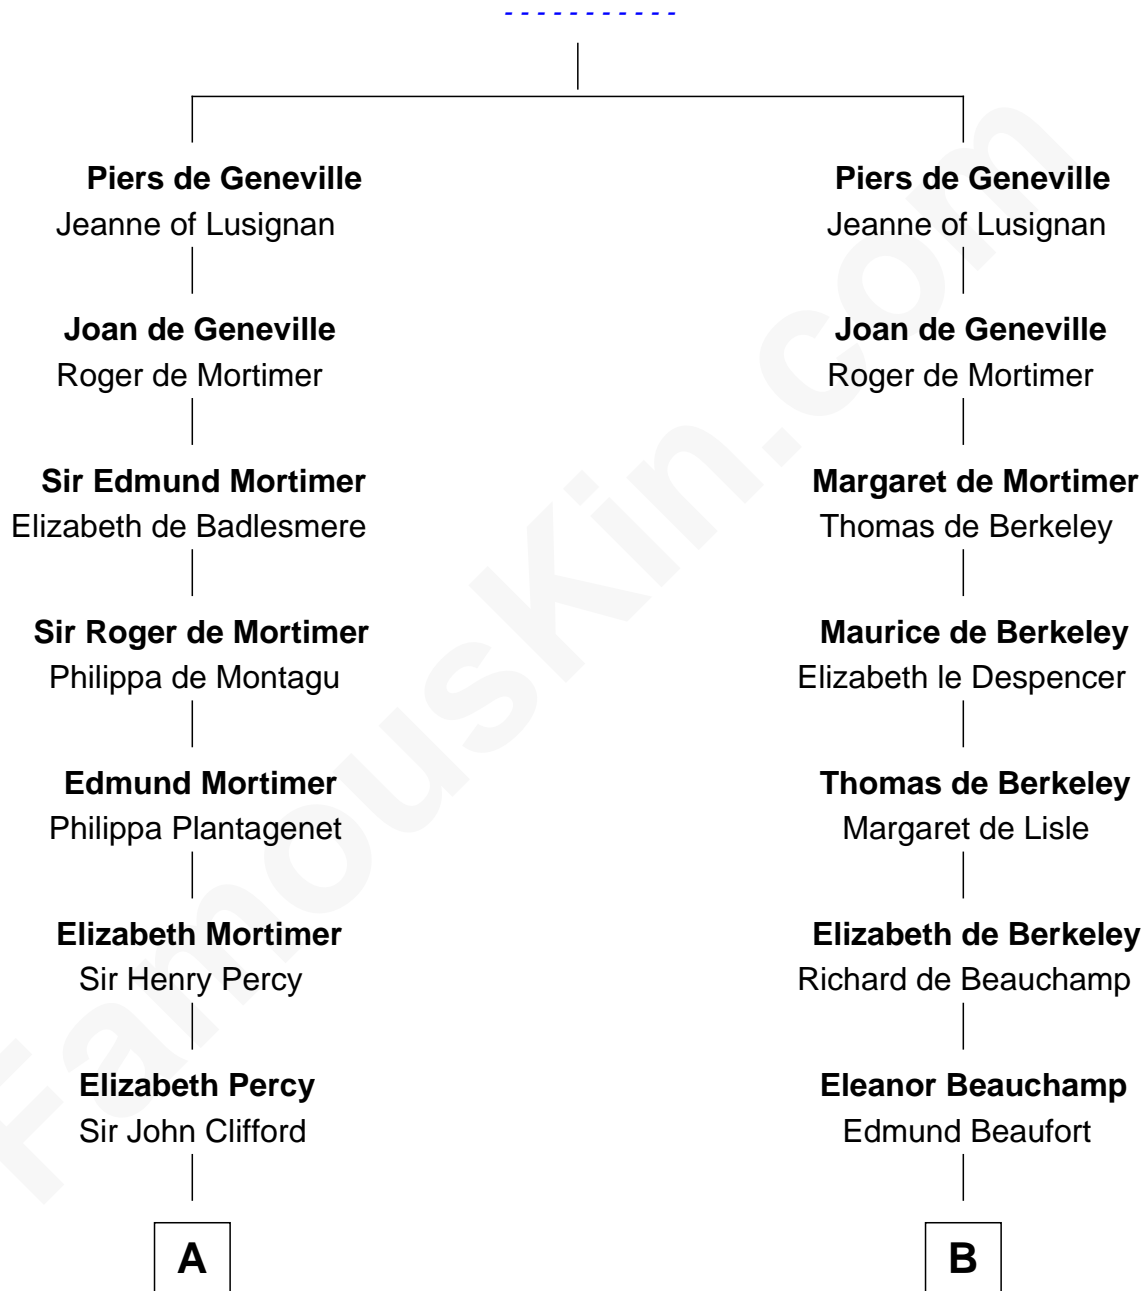 - - - - - - - - - - -
Piers de Geneville
Jeanne of Lusignan
Joan de Geneville
Roger de Mortimer
Sir Edmund Mortimer
Elizabeth de Badlesmere
Sir Roger de Mortimer
Philippa de Montagu
Edmund Mortimer
Philippa Plantagenet
Elizabeth Mortimer
Sir Henry Percy
Elizabeth Percy
Sir John Clifford
A
Piers de Geneville
Jeanne of Lusignan
Joan de Geneville
Roger de Mortimer
Margaret de Mortimer
Thomas de Berkeley
Maurice de Berkeley
Elizabeth le Despencer
Thomas de Berkeley
Margaret de Lisle
Elizabeth de Berkeley
Richard de Beauchamp
Eleanor Beauchamp
Edmund Beaufort
B
FamousKin.com